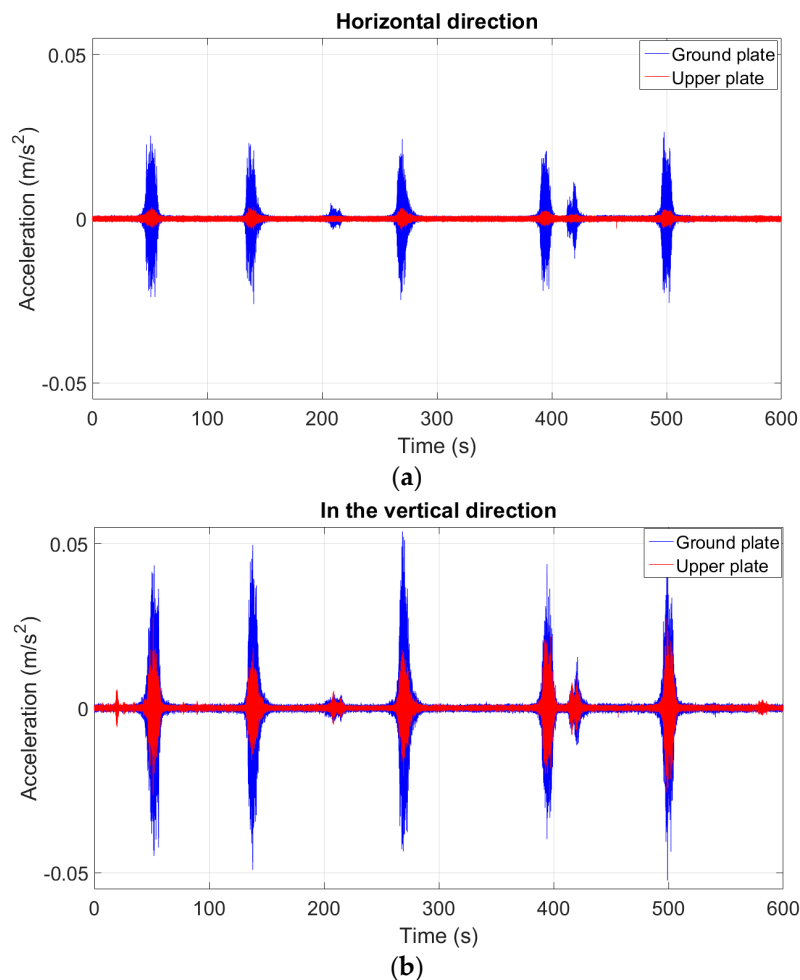 Horizontal direction
0.05
Ground plate
Upper plate
Acceleration (m/s²)
0
-0.05
0 100 200 300 400 500 600
Time (s)
(a)
In the vertical direction
0.05
Ground plate
Upper plate
Acceleration (m/s²)
0
-0.05
0 100 200 300 400 500 600
Time (s)
(b)